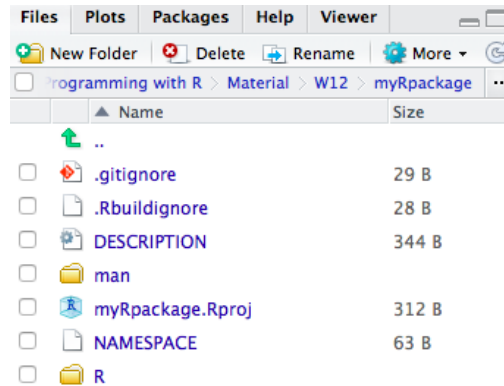 Files Plots Packages Help Viewer
New Folder Delete Rename More
rogramming with R > Material > W12 > myRpackage ...
Name Size
..
.gitignore 29 B
.Rbuildignore 28 B
DESCRIPTION 344 B
man
myRpackage.Rproj 312 B
NAMESPACE 63 B
R